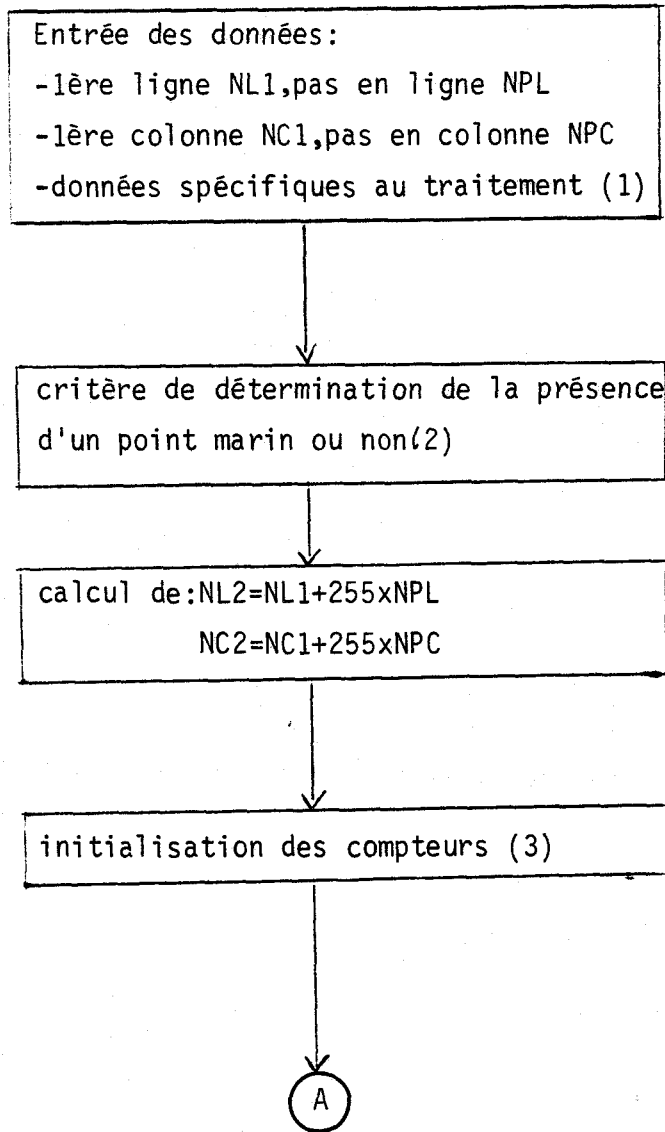 Entrée des données:
-1ère ligne NL1,pas en ligne NPL
-1ère colonne NC1,pas en colonne NPC
-données spécifiques au traitement (1)
critère de détermination de la présence
d'un point marin ou non(2)
calcul de:NL2=NL1+255xNPL
NC2=NC1+255xNPC
initialisation des compteurs (3)
A